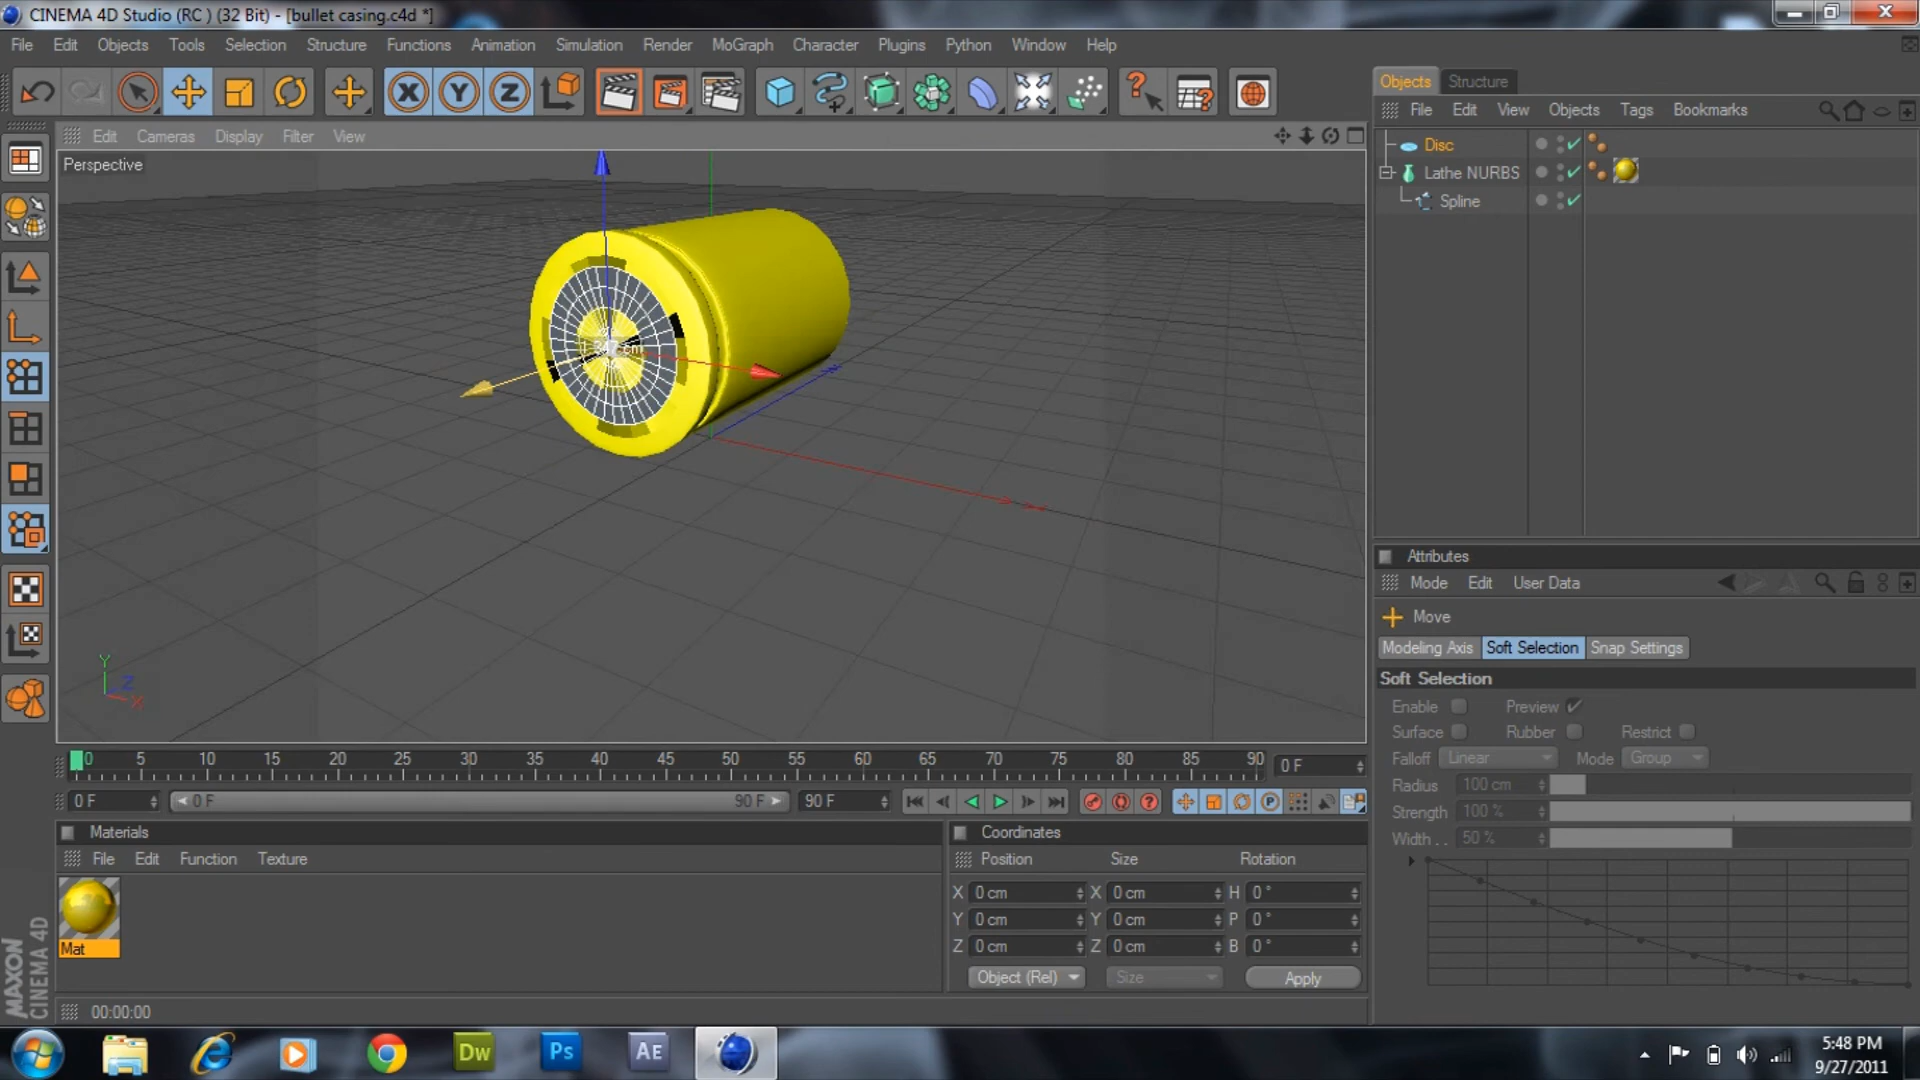 CINEMA 4D Studio (RC ) (32 Bit) - [bullet casing.c4d *]
File Edit Objects Tools Selection Structure Functions Animation Simulation Render MoGraph Character Plugins Python Window Help
X Y Z
Objects Structure
File Edit View Objects Tags Bookmarks
Edit Cameras Display Filter View
Perspective
Disc
Lathe NURBS
Spline
Y
Z
X
Attributes
Mode Edit User Data
Move
Modeling Axis Soft Selection Snap Settings
Soft Selection
Enable Preview
Surface Rubber Restrict
Falloff Linear Mode Group
Radius 100 cm
Strength 100 %
Width . . 50 %
0 5 10 15 20 25 30 35 40 45 50 55 60 65 70 75 80 85 90 0 F
0 F 0 F 90 F 90 F
Materials
File Edit Function Texture
Mat
Coordinates
Position Size Rotation
X 0 cm X 0 cm H 0 °
Y 0 cm Y 0 cm P 0 °
Z 0 cm Z 0 cm B 0 °
Object (Rel) Size Apply
MAXON
CINEMA 4D
00:00:00
Dw Ps AE
5:48 PM
9/27/2011